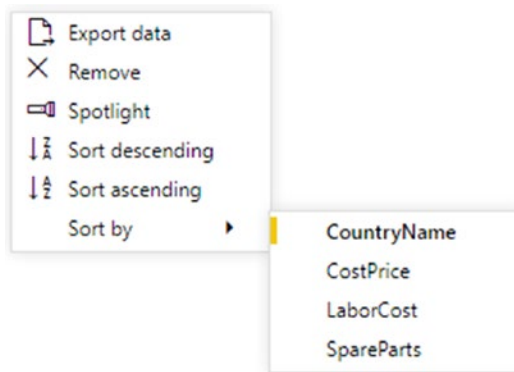 Export data
Remove
Spotlight
Sort descending
Sort ascending
Sort by
CountryName
CostPrice
LaborCost
SpareParts